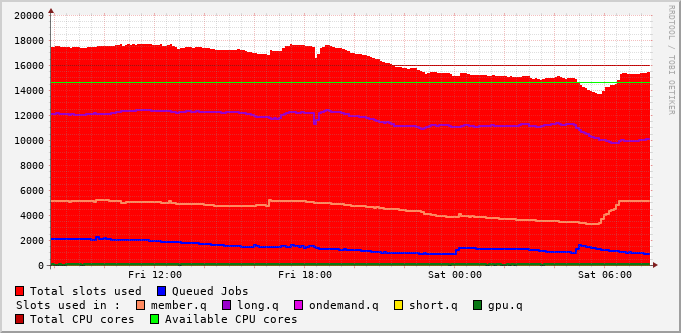 20000
18000
16000
14000
12000
10000
8000
6000
4000
2000
0
Fri 12:00 Fri 18:00 Sat 00:00 Sat 06:00
Total slots used Queued Jobs
Slots used in : member.q long.q ondemand.q short.q gpu.q
Total CPU cores Available CPU cores
RRDTOOL / TOBI OETIKER